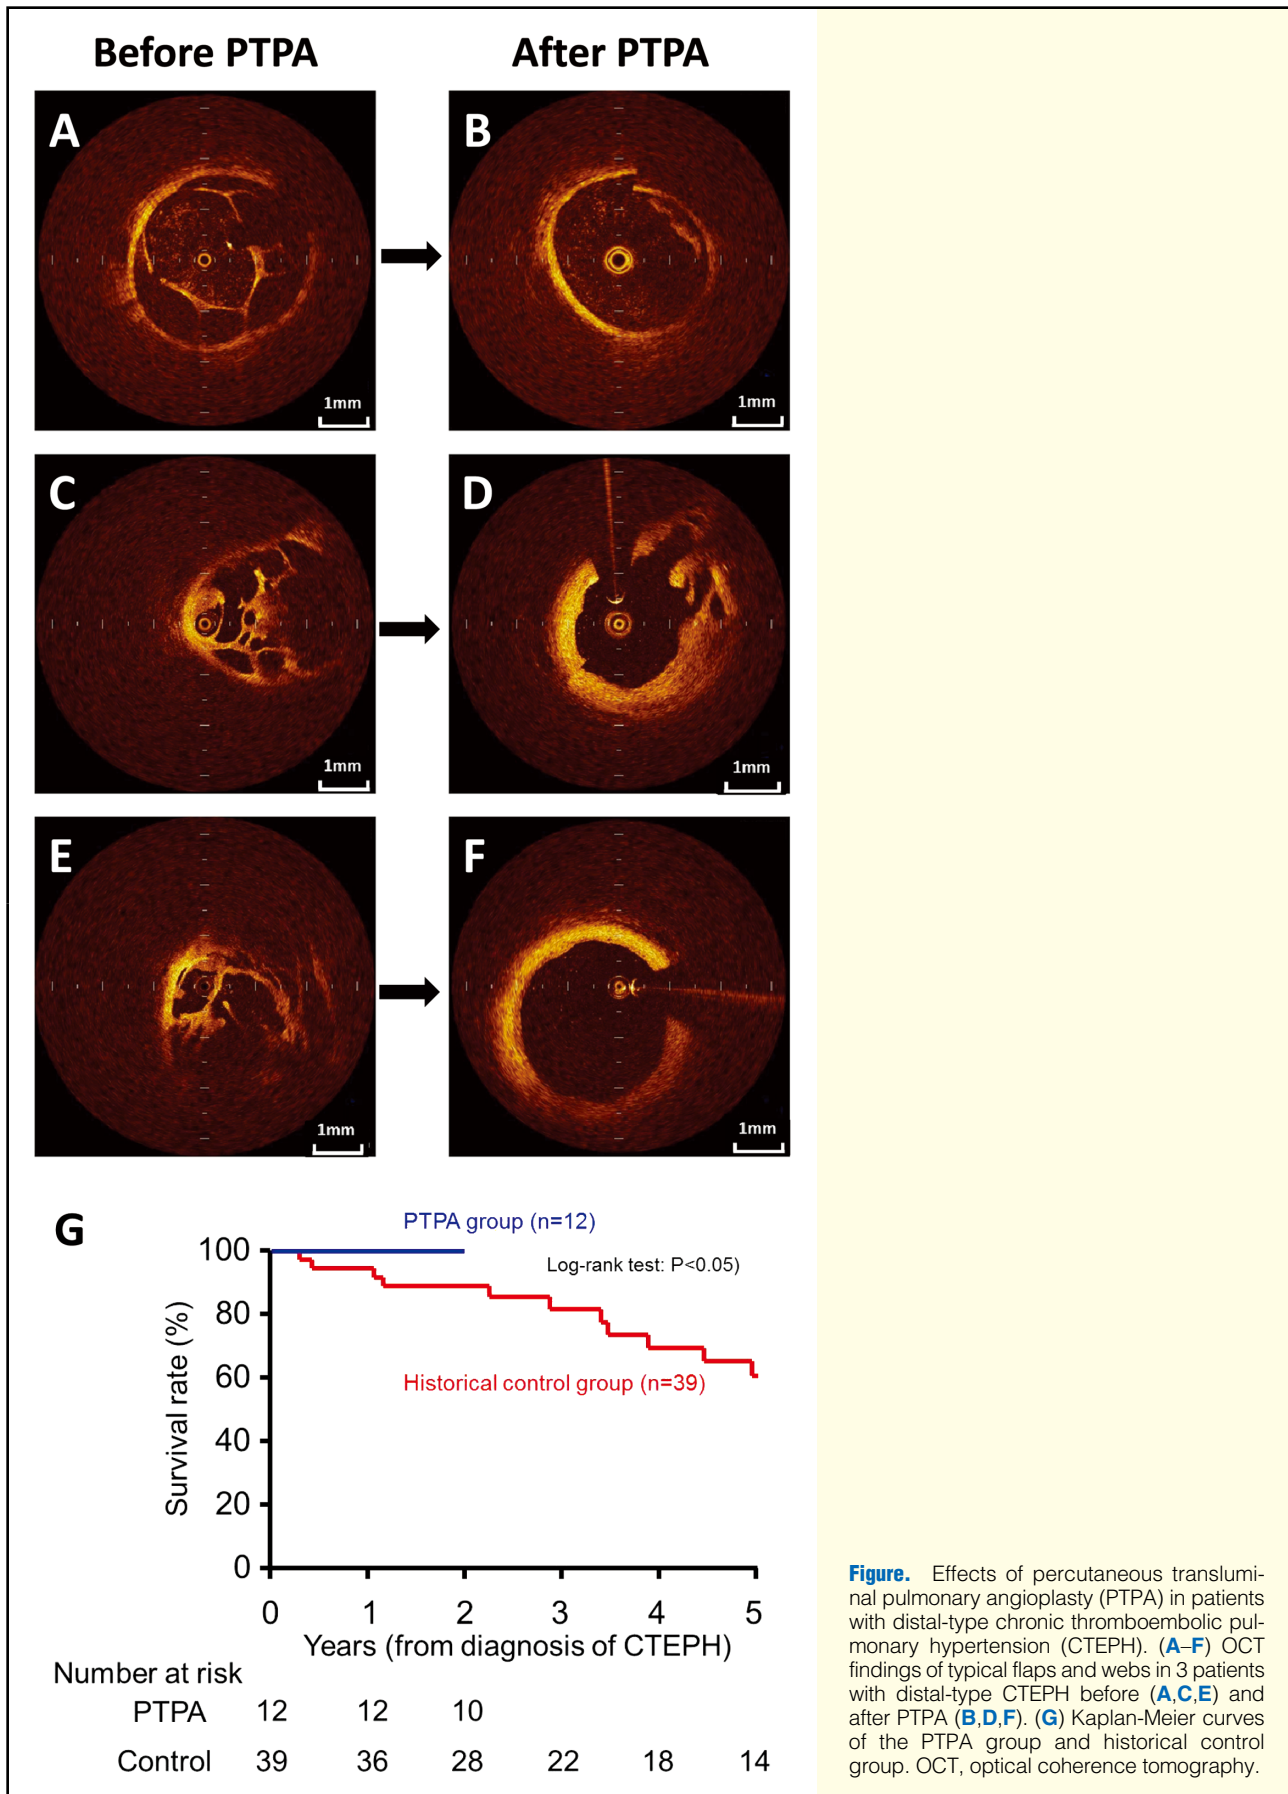 Before PTPA
After PTPA
A
B
1mm
1mm
C
D
1mm
1mm
E
F
1mm
1mm
G
PTPA group (n=12)
Log-rank test: P<0.05)
Historical control group (n=39)
Survival rate (%)
100
80
60
40
20
0
0 1 2 3 4 5
Years (from diagnosis of CTEPH)
Number at risk
PTPA 12 12 10
Control 39 36 28 22 18 14
Figure. Effects of percutaneous translumi-
nal pulmonary angioplasty (PTPA) in patients
with distal-type chronic thromboembolic pul-
monary hypertension (CTEPH). (A–F) OCT
findings of typical flaps and webs in 3 patients
with distal-type CTEPH before (A,C,E) and
after PTPA (B,D,F). (G) Kaplan-Meier curves
of the PTPA group and historical control
group. OCT, optical coherence tomography.